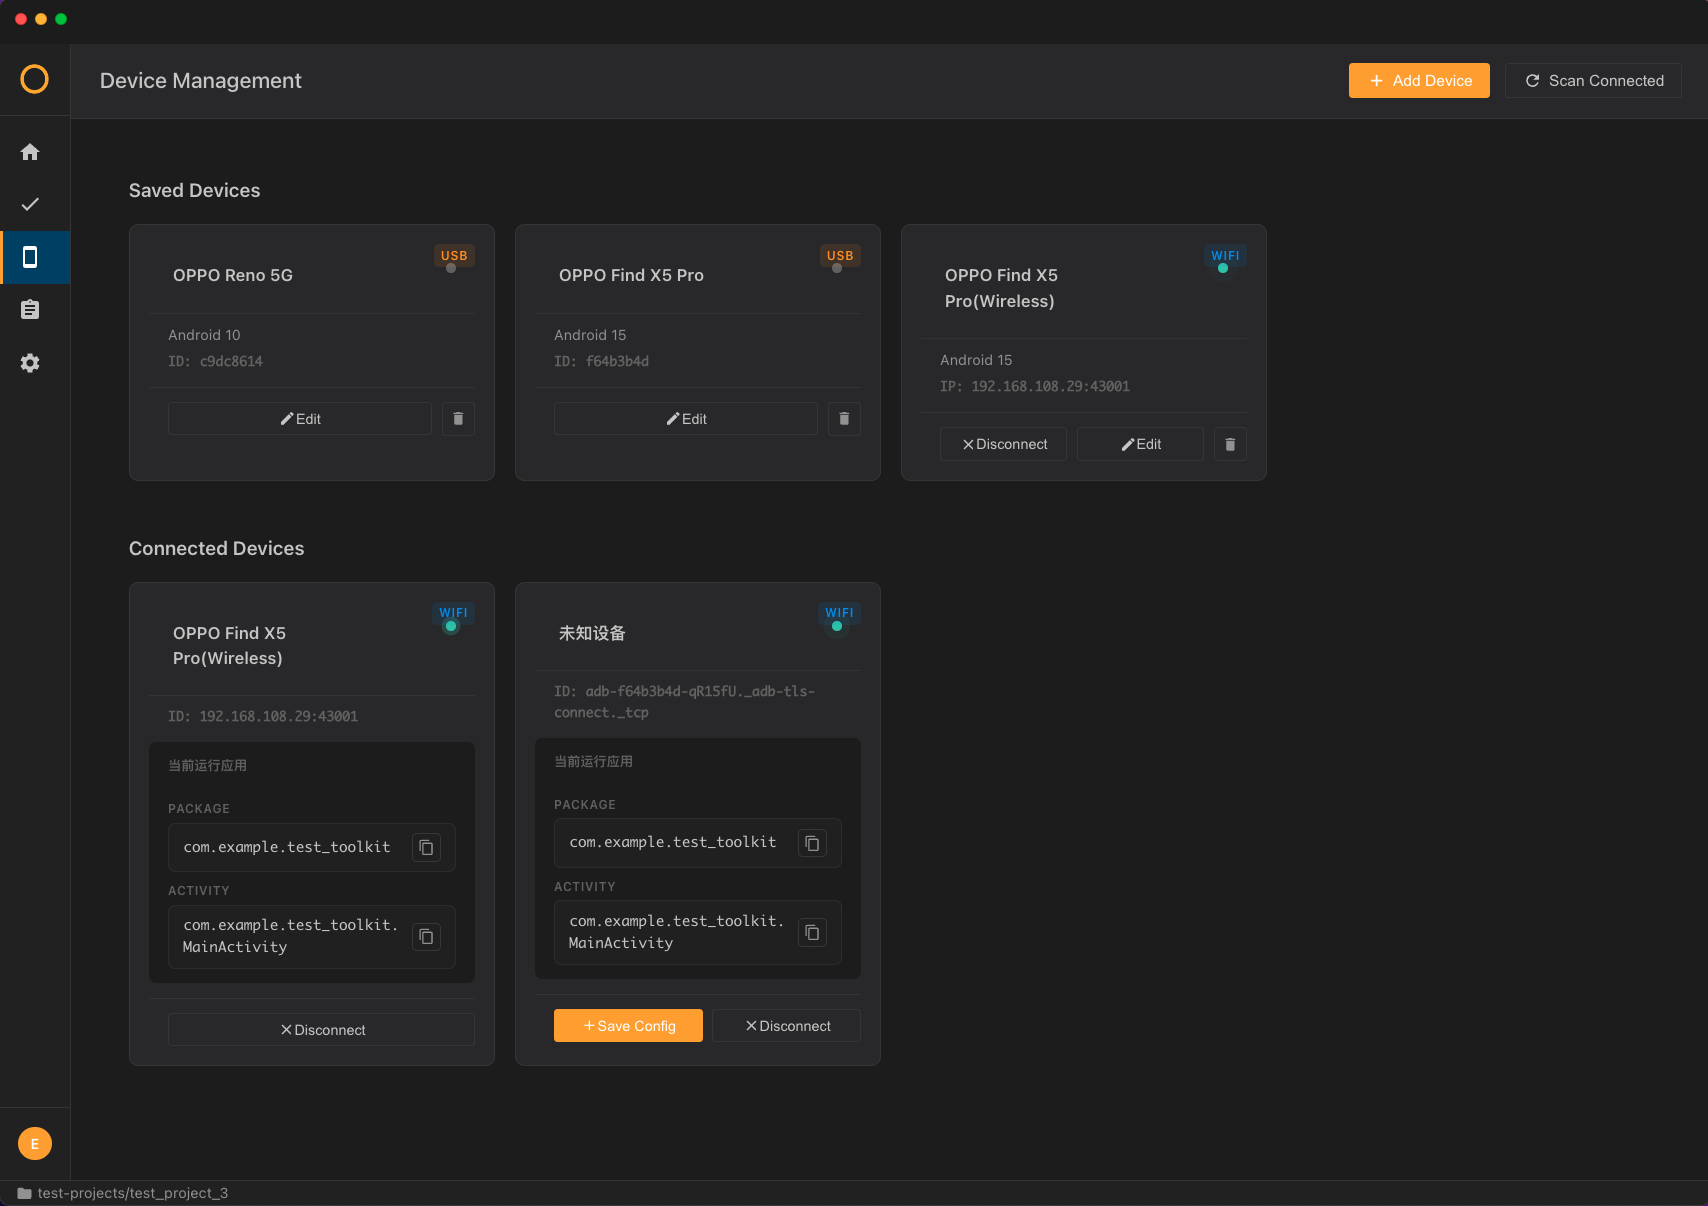 Device Management
Add Device
Scan Connected
Saved Devices
USB
OPPO Reno 5G
Android 10
ID: c9dc8614
Edit
USB
OPPO Find X5 Pro
Android 15
ID: f64b3b4d
Edit
WIFI
OPPO Find X5
Pro(Wireless)
Android 15
IP: 192.168.108.29:43001
Disconnect
Edit
Connected Devices
WIFI
OPPO Find X5
Pro(Wireless)
ID: 192.168.108.29:43001
当前运行应用
PACKAGE
com.example.test_toolkit
ACTIVITY
com.example.test_toolkit.
MainActivity
Disconnect
WIFI
未知设备
ID: adb-f64b3b4d-qR15fU._adb-tls-
connect._tcp
当前运行应用
PACKAGE
com.example.test_toolkit
ACTIVITY
com.example.test_toolkit.
MainActivity
Save Config
Disconnect
E
test-projects/test_project_3